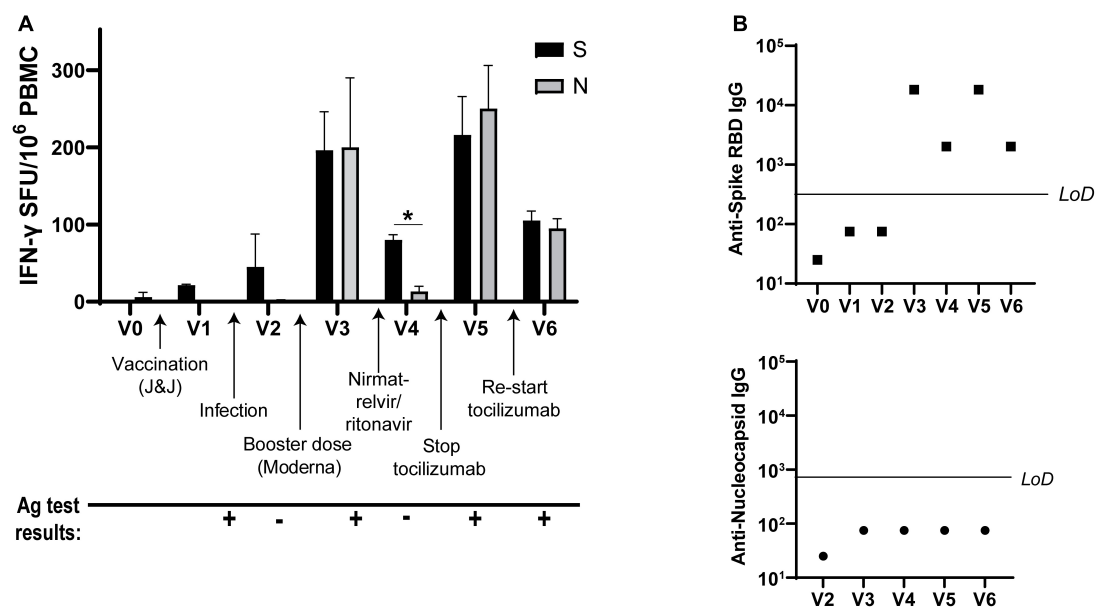 A
IFN-γ SFU/10⁶ PBMC
300
200
100
0
S
N
*
V0
V1
V2
V3
V4
V5
V6
Vaccination
(J&J)
Infection
Booster dose
(Moderna)
Nirmat-
relvir/
ritonavir
Stop
tocilizumab
Re-start
tocilizumab
Ag test
results:
+ - + - + +
B
Anti-Spike RBD IgG
10⁵
10⁴
10³
10²
10¹
LoD
V0 V1 V2 V3 V4 V5 V6
Anti-Nucleocapsid IgG
10⁵
10⁴
10³
10²
10¹
LoD
V2 V3 V4 V5 V6